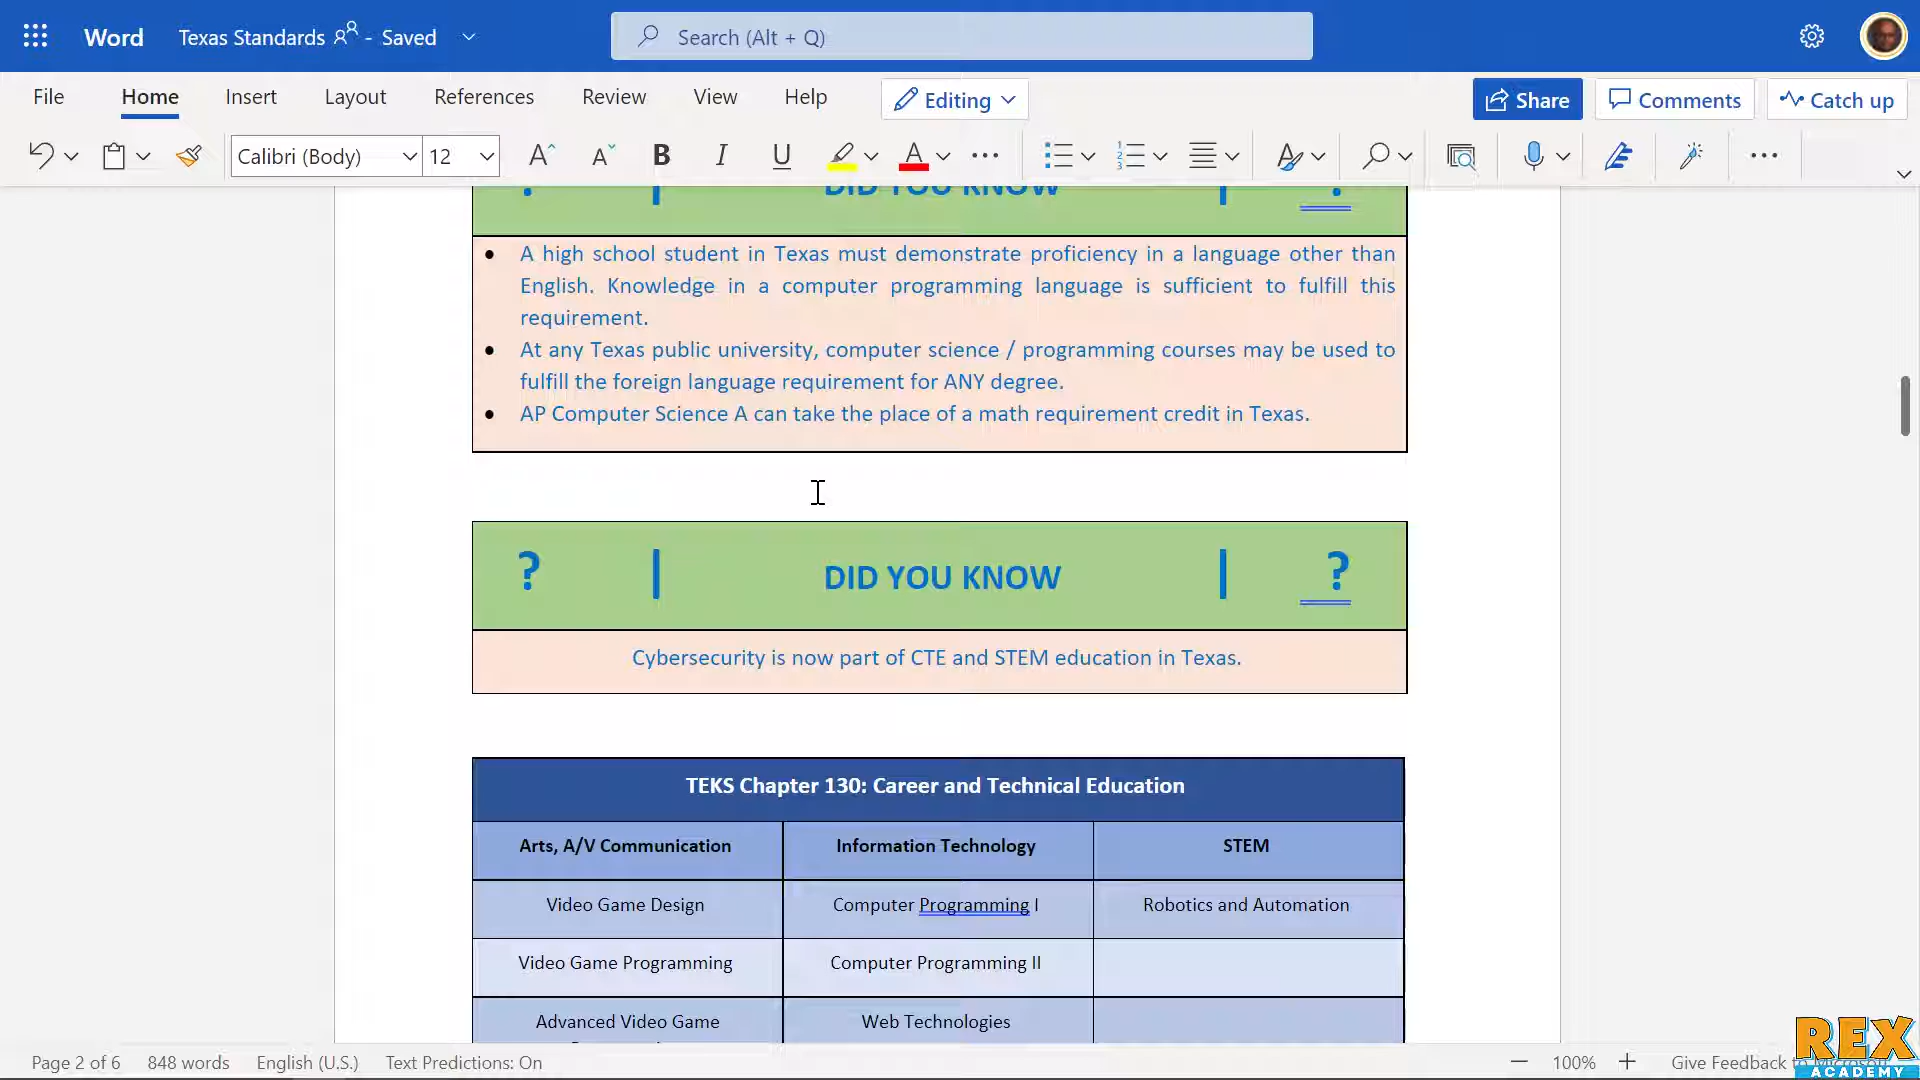 Word
Texas Standards - Saved
Search (Alt + Q)
File Home Insert Layout References Review View Help
Editing
Share
Comments
Catch up
Calibri (Body)
12
? | DID YOU KNOW | ?
A high school student in Texas must demonstrate proficiency in a language other than
English. Knowledge in a computer programming language is sufficient to fulfill this
requirement.
At any Texas public university, computer science / programming courses may be used to
fulfill the foreign language requirement for ANY degree.
AP Computer Science A can take the place of a math requirement credit in Texas.
? | DID YOU KNOW | ?
Cybersecurity is now part of CTE and STEM education in Texas.
TEKS Chapter 130: Career and Technical Education
Arts, A/V Communication Information Technology STEM
Video Game Design Computer Programming I Robotics and Automation
Video Game Programming Computer Programming II
Advanced Video Game Web Technologies
Page 2 of 6 848 words English (U.S.) Text Predictions: On
100%
Give Feedback to
REX
ACADEMY